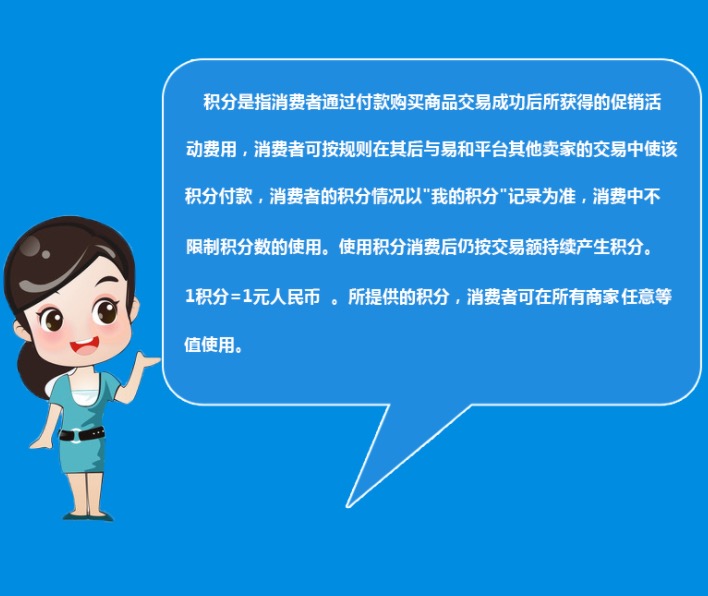 积分是指消费者通过付款购买商品交易成功后所获得的促销活
动费用，消费者可按规则在其后与易和平台其他卖家的交易中使该
积分付款，消费者的积分情况以"我的积分"记录为准，消费中不
限制积分数的使用。使用积分消费后仍按交易额持续产生积分。
1积分=1元人民币 。所提供的积分，消费者可在所有商家任意等
值使用。